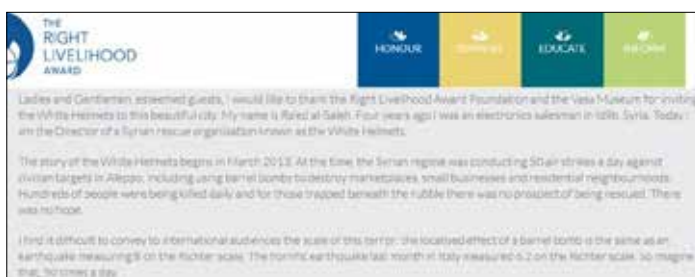 THE
RIGHT
LIVELIHOOD
AWARD
HONOUR
EDUCATE
Ladies and Gentlemen, esteemed guests, I would like to thank the Right Livelihood Award Foundation and the Vasa Museum for inviting
the White Helmets to this beautiful city. My name is Raed al-Saleh. Four years ago I was an electronics salesman in Idlib, Syria. Today I
am the Director of a Syrian rescue organisation known as the White Helmets.
The story of the White Helmets begins in March 2013. At the time, the Syrian regime was conducting 50 air strikes a day against
civilian targets in Aleppo, including using barrel bombs to destroy marketplaces, small businesses and residential neighbourhoods.
Hundreds of people were being killed daily and for those trapped beneath the rubble there was no prospect of being rescued. There
was no hope.
I find it difficult to convey to international audiences the scale of this terror: the localised effect of a barrel bomb is the same as an
earthquake measuring 8 on the Richter scale. The horrific earthquake last month in Italy measured 6.2 on the Richter scale. So imagine
that, 50 times a day.